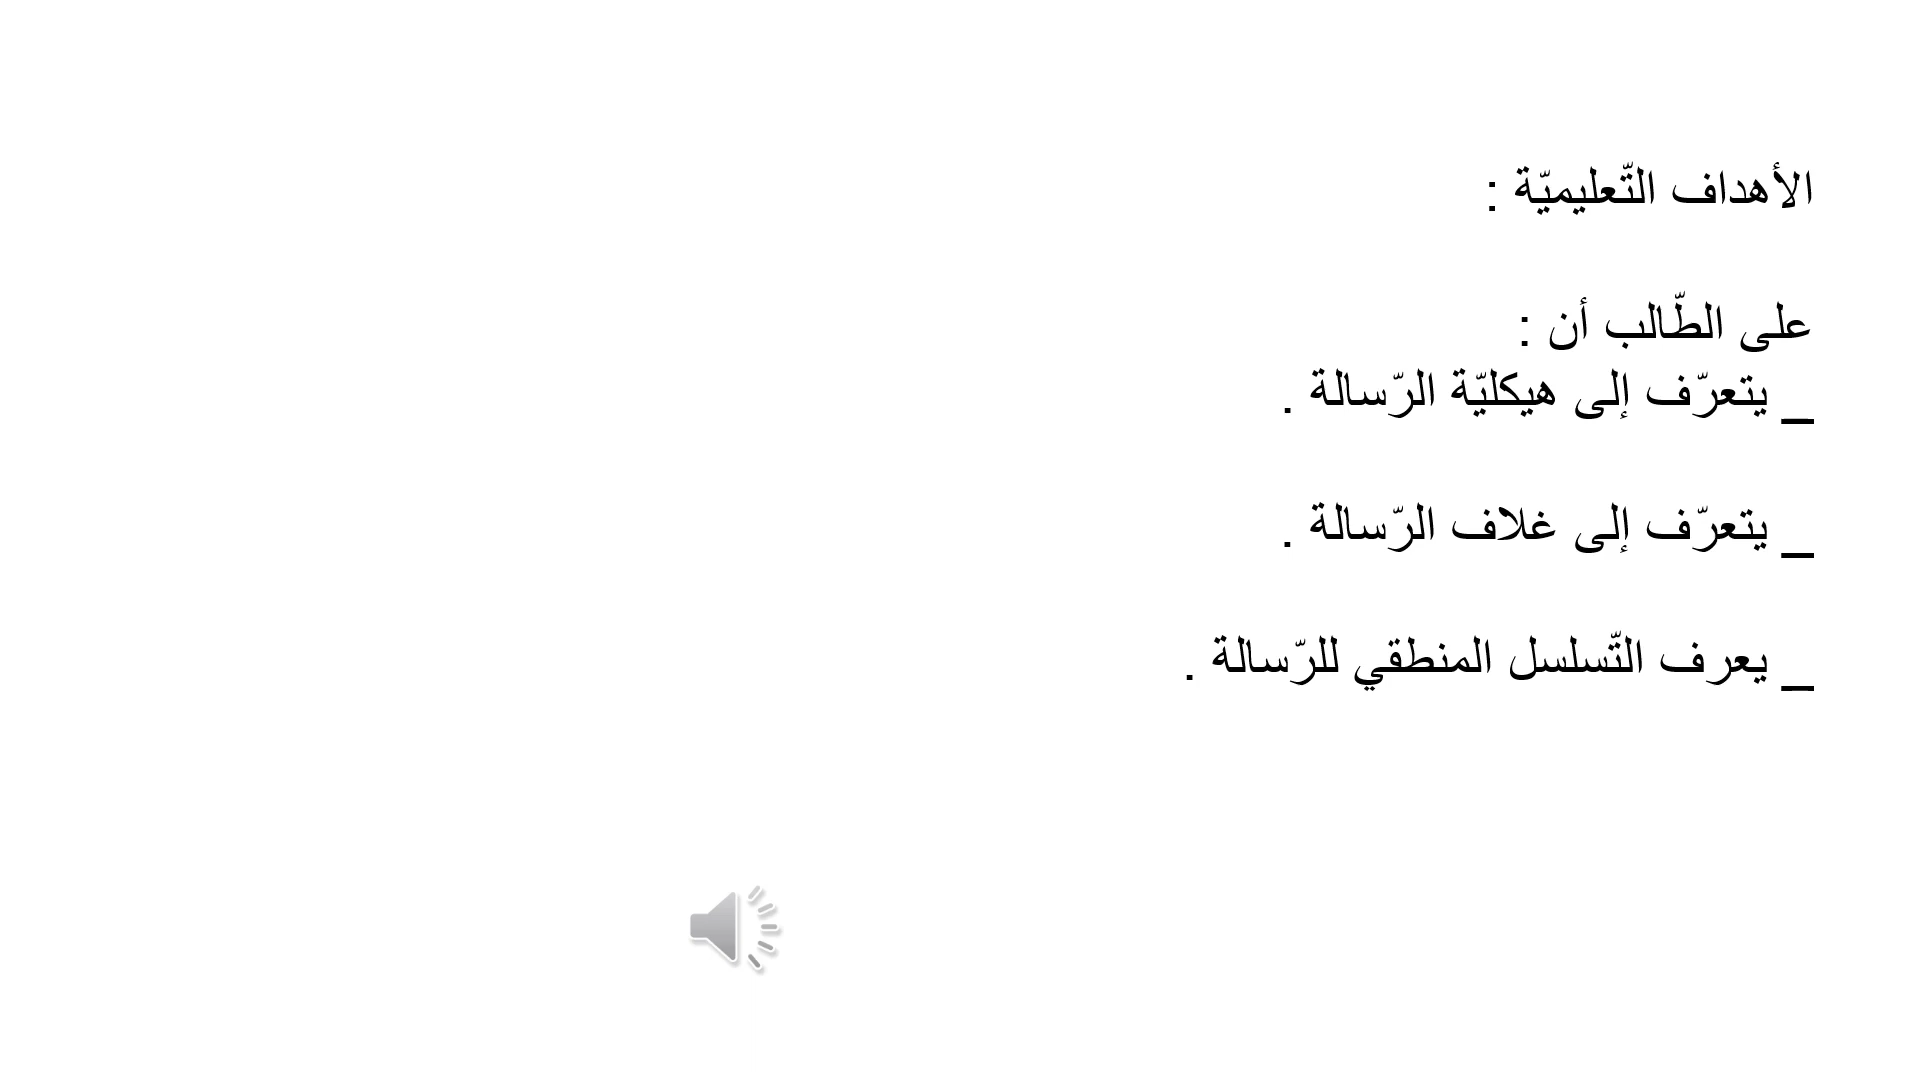 الأهداف التّعليميّة :
على الطّالب أن :
_ يتعرّف إلى هيكليّة الرّسالة .
_ يتعرّف إلى غلاف الرّسالة .
_ يعرف التّسلسل المنطقي للرّسالة .